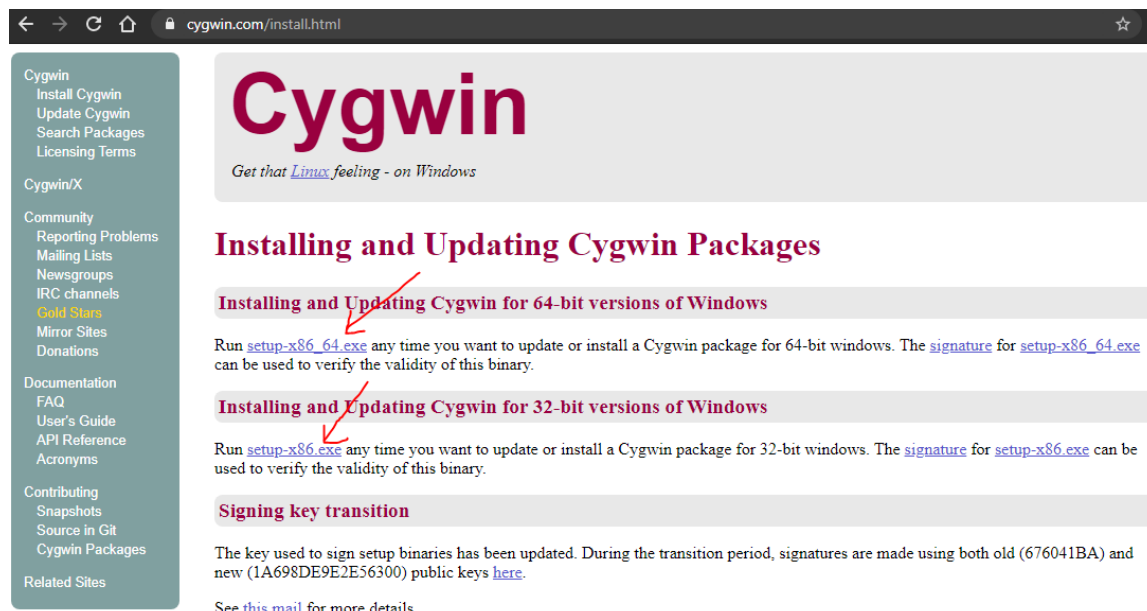 cygwin.com/install.html
Cygwin
Install Cygwin
Update Cygwin
Search Packages
Licensing Terms
Cygwin/X
Community
Reporting Problems
Mailing Lists
Newsgroups
IRC channels
Gold Stars
Mirror Sites
Donations
Documentation
FAQ
User's Guide
API Reference
Acronyms
Contributing
Snapshots
Source in Git
Cygwin Packages
Related Sites
Cygwin
Get that Linux feeling - on Windows
Installing and Updating Cygwin Packages
Installing and Updating Cygwin for 64-bit versions of Windows
Run setup-x86_64.exe any time you want to update or install a Cygwin package for 64-bit windows. The signature for setup-x86_64.exe
can be used to verify the validity of this binary.
Installing and Updating Cygwin for 32-bit versions of Windows
Run setup-x86.exe any time you want to update or install a Cygwin package for 32-bit windows. The signature for setup-x86.exe can be
used to verify the validity of this binary.
Signing key transition
The key used to sign setup binaries has been updated. During the transition period, signatures are made using both old (676041BA) and
new (1A698DE9E2E56300) public keys here.
See this mail for more details